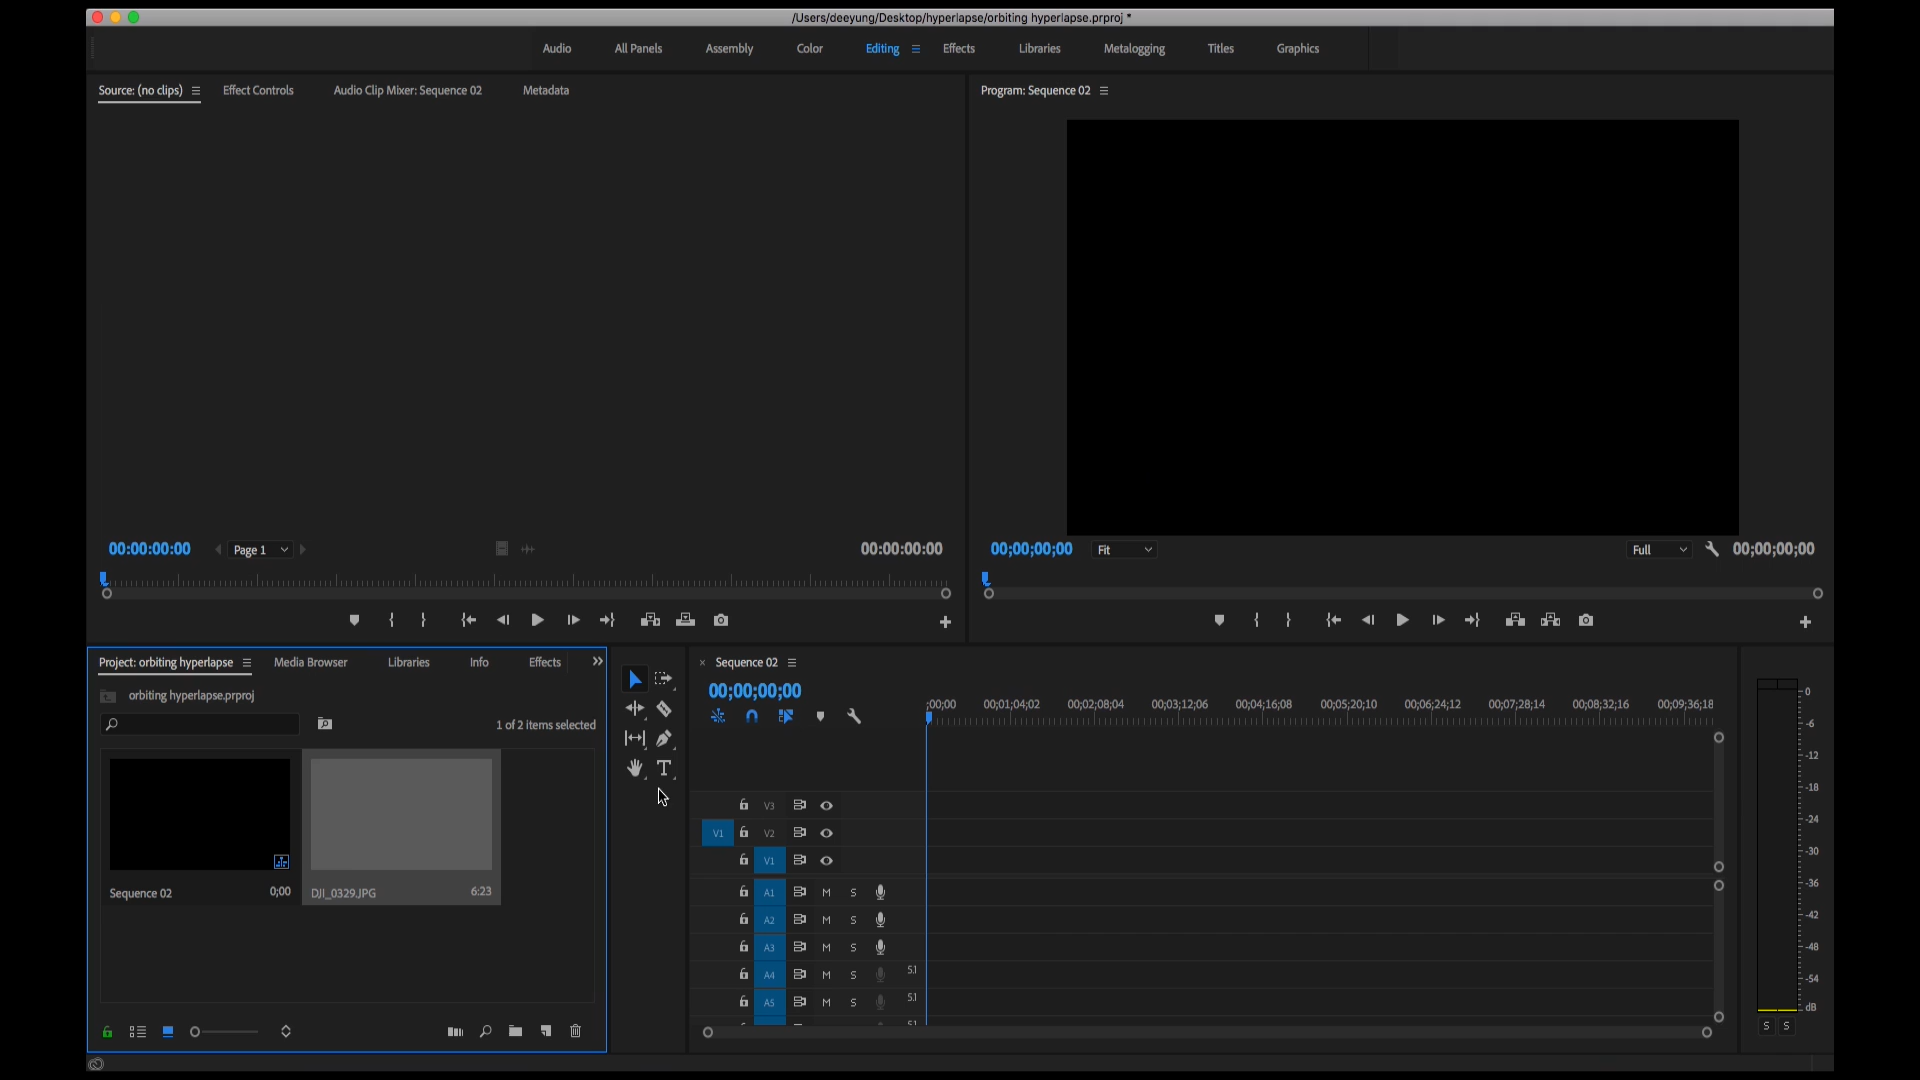 /Users/deeyung/Desktop/hyperlapse/orbiting hyperlapse.prproj *
Audio All Panels Assembly Color Editing Effects Libraries Metalogging Titles Graphics
Source: (no clips) Effect Controls Audio Clip Mixer: Sequence 02 Metadata
Program: Sequence 02
00:00:00:00 Page 1 00:00:00:00
00;00;00;00 Fit Full 00;00;00;00
Project: orbiting hyperlapse Media Browser Libraries Info Effects
orbiting hyperlapse.prproj
1 of 2 items selected
Sequence 02 0;00
DJI_0329.JPG 6:23
Sequence 02
00;00;00;00
;00;00 00;01;04;02 00;02;08;04 00;03;12;06 00;04;16;08 00;05;20;10 00;06;24;12 00;07;28;14 00;08;32;16 00;09;36;18
V3
V1 V2
V1
A1 M S
A2 M S
A3 M S
A4 M S 5.1
A5 M S 5.1
5.1
0
-6
-12
-18
-24
-30
-36
-42
-48
-54
dB
S S